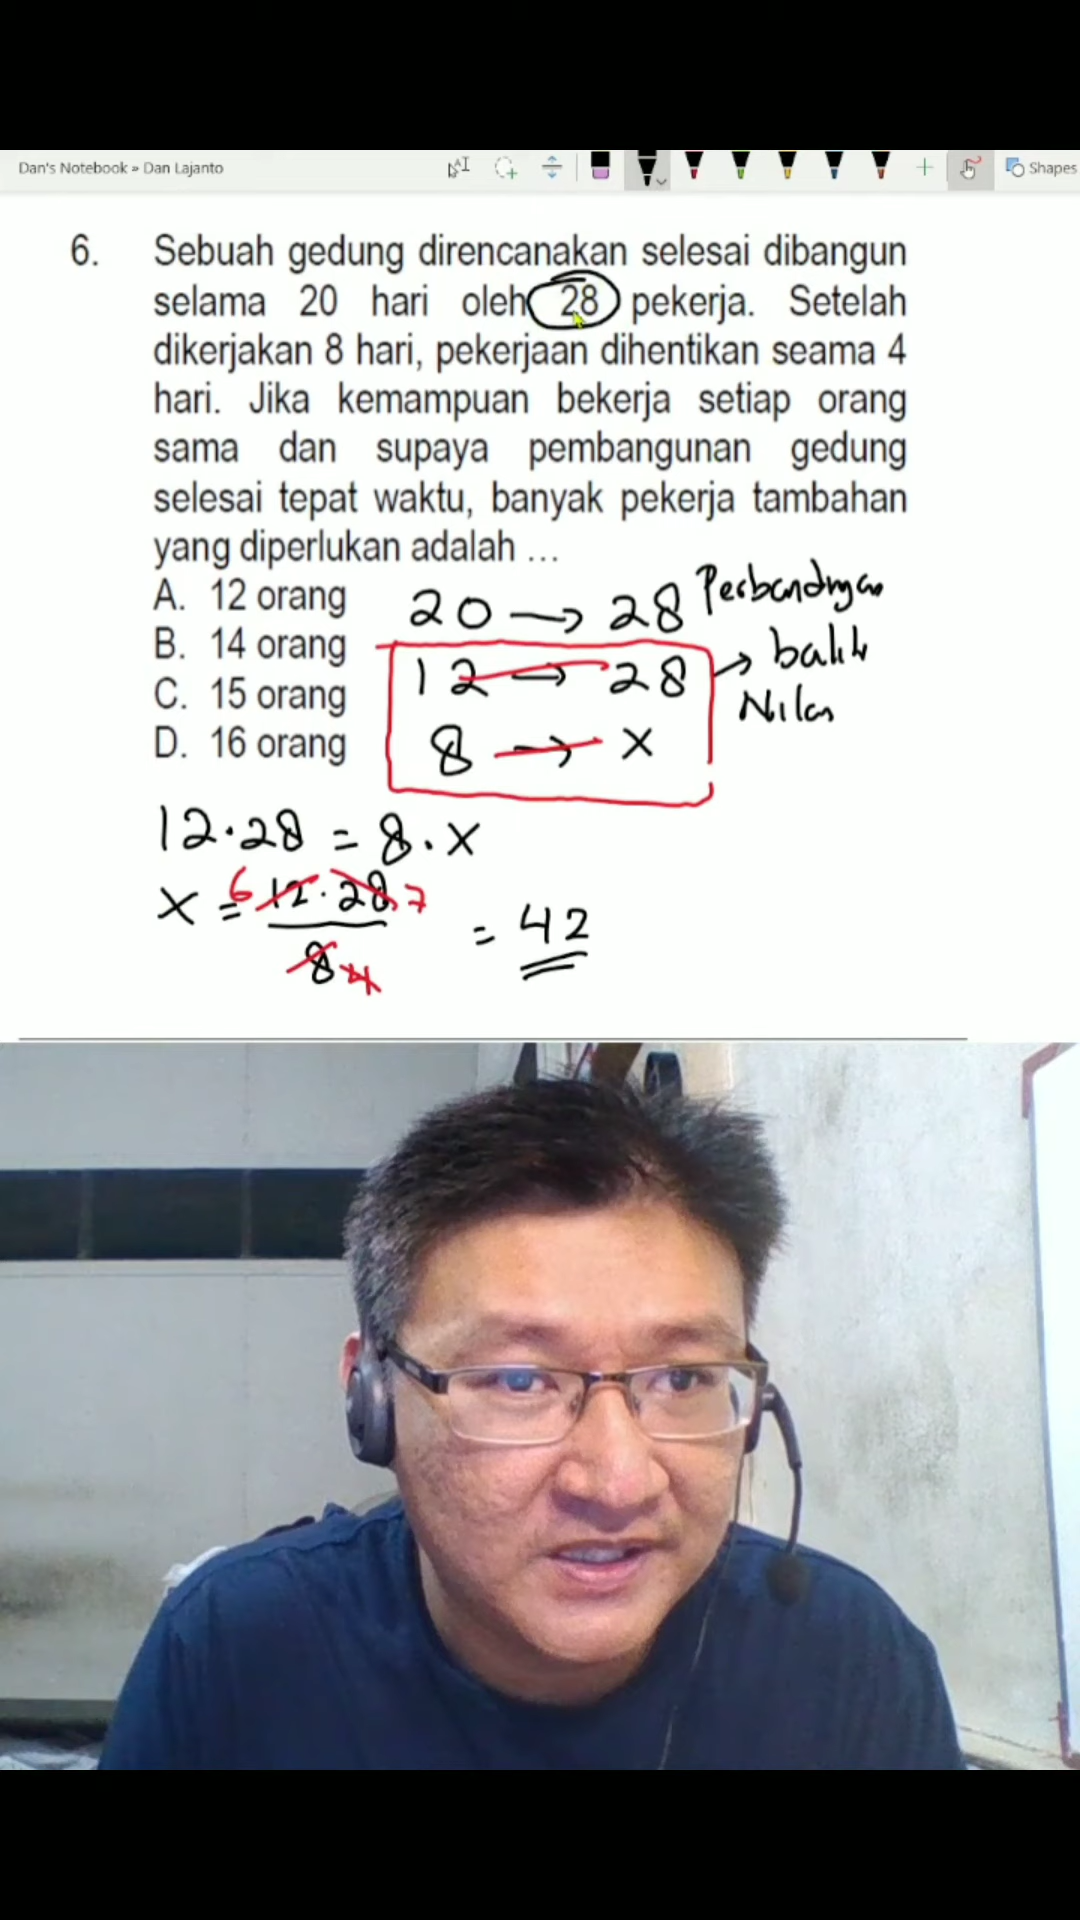 Dan's Notebook » Dan Lajanto
Shapes
6. Sebuah gedung direncanakan selesai dibangun
selama 20 hari oleh 28 pekerja. Setelah
dikerjakan 8 hari, pekerjaan dihentikan seama 4
hari. Jika kemampuan bekerja setiap orang
sama dan supaya pembangunan gedung
selesai tepat waktu, banyak pekerja tambahan
yang diperlukan adalah ...
A. 12 orang
B. 14 orang
C. 15 orang
D. 16 orang
20 → 28
12 → 28
8 → x
Perbandingan
→ balik
Nilai
12 · 28 = 8 . x
x = 6 12 · 28 7
8 4
= 42